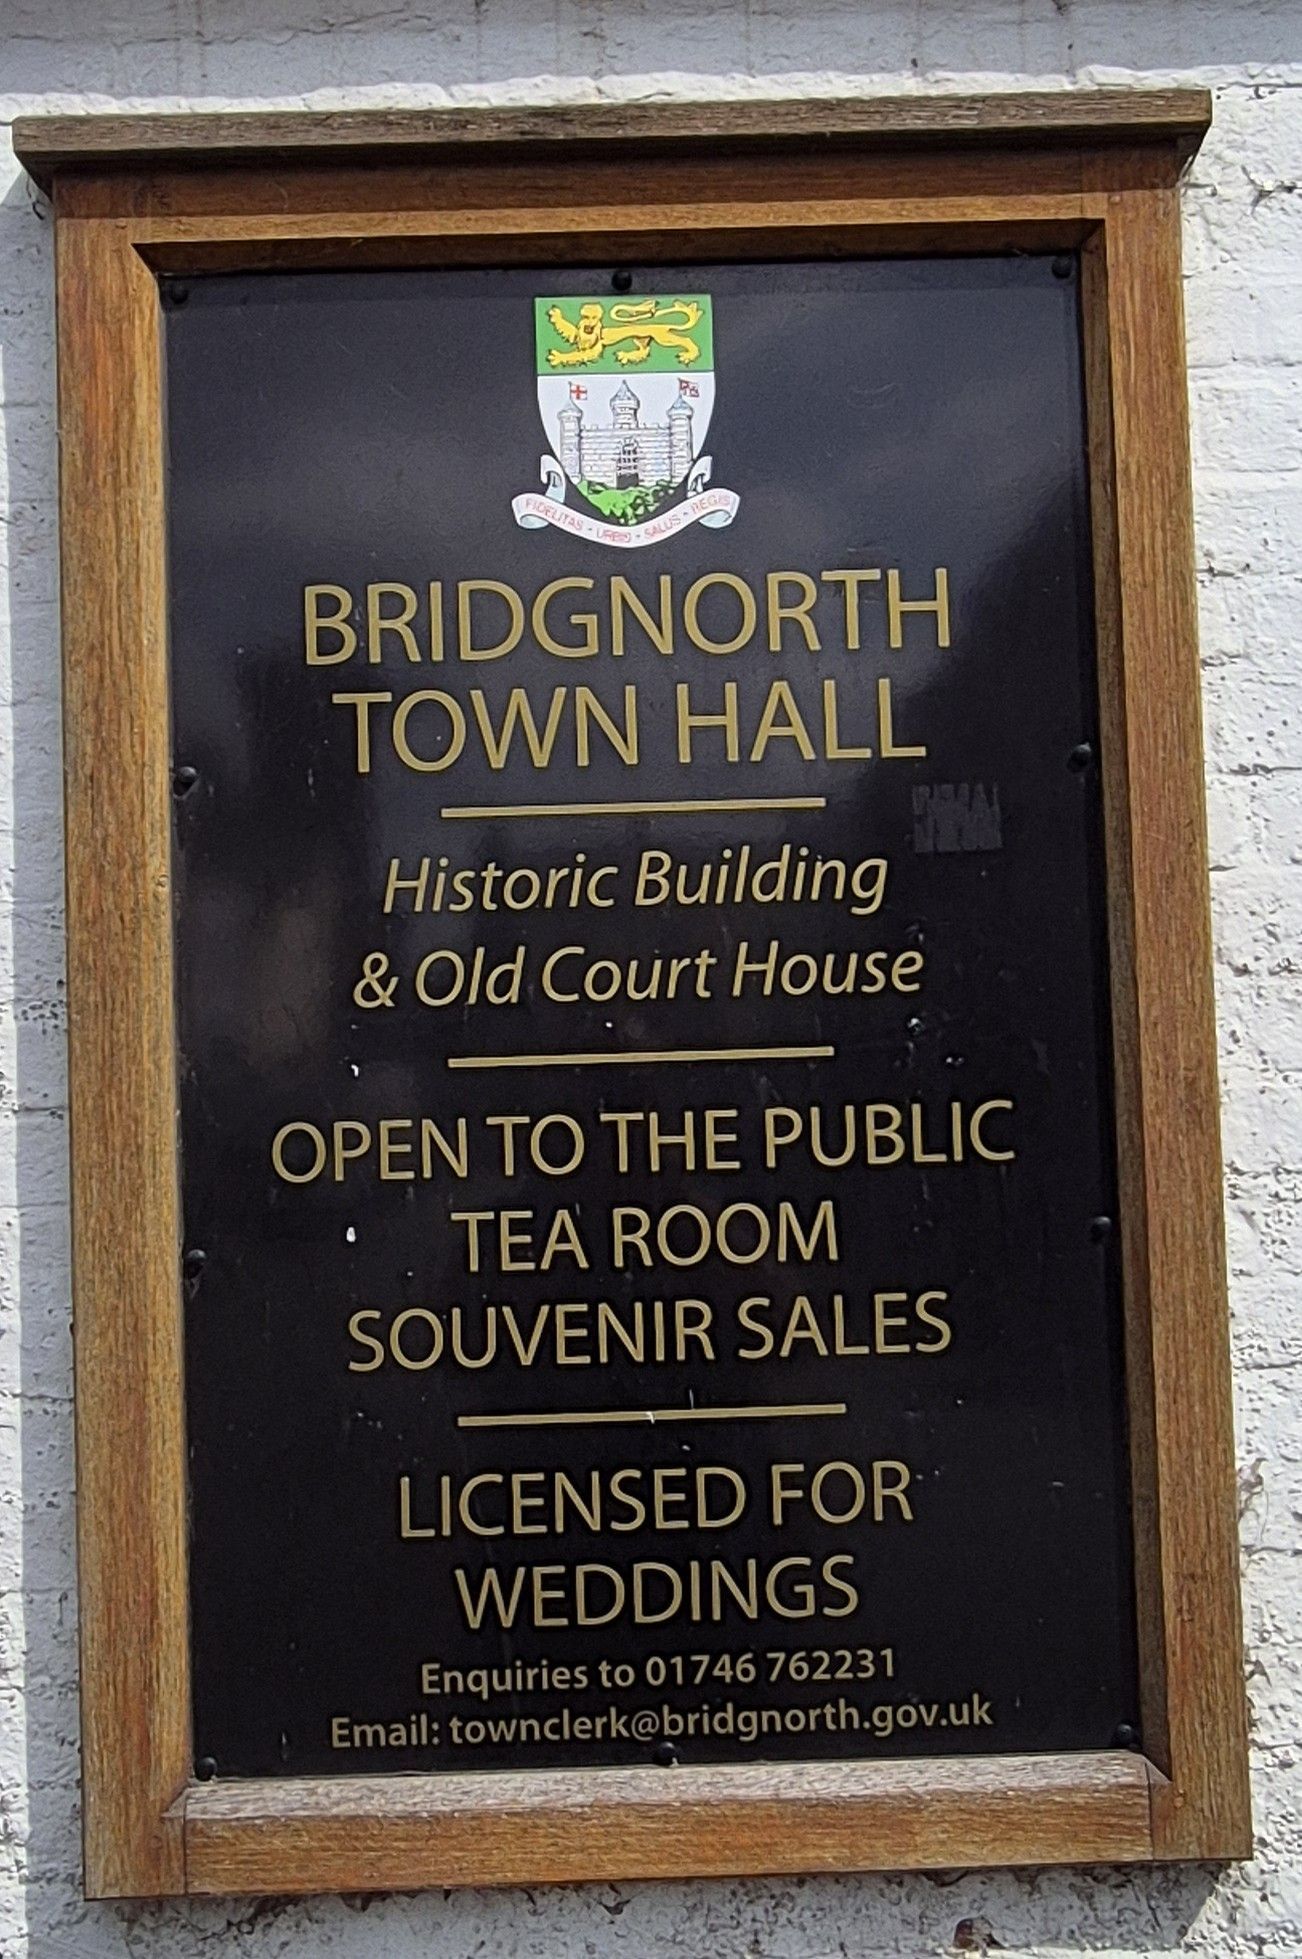 FIDELITAS • URBIS • SALUS • REGIS
BRIDGNORTH
TOWN HALL
Historic Building
& Old Court House
OPEN TO THE PUBLIC
TEA ROOM
SOUVENIR SALES
LICENSED FOR
WEDDINGS
Enquiries to 01746 762231
Email: townclerk@bridgnorth.gov.uk